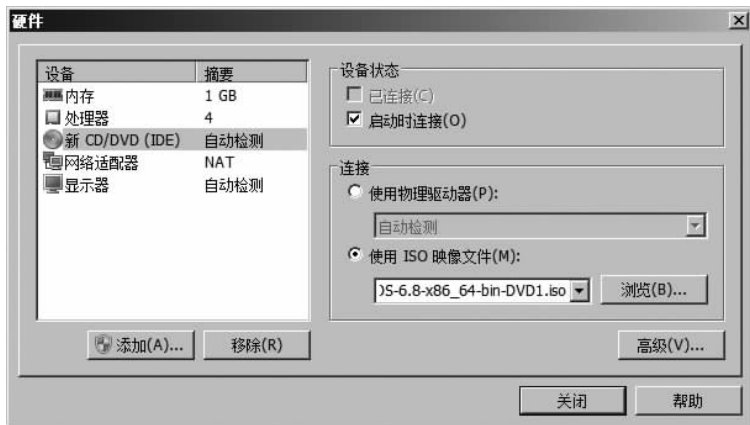 硬件
设备 摘要
内存 1 GB
处理器 4
新 CD/DVD (IDE) 自动检测
网络适配器 NAT
显示器 自动检测
添加(A)... 移除(R)
设备状态
已连接(C)
启动时连接(O)
连接
使用物理驱动器(P):
自动检测
使用 ISO 映像文件(M):
OS-6.8-x86_64-bin-DVD1.iso 浏览(B)...
高级(V)...
关闭 帮助